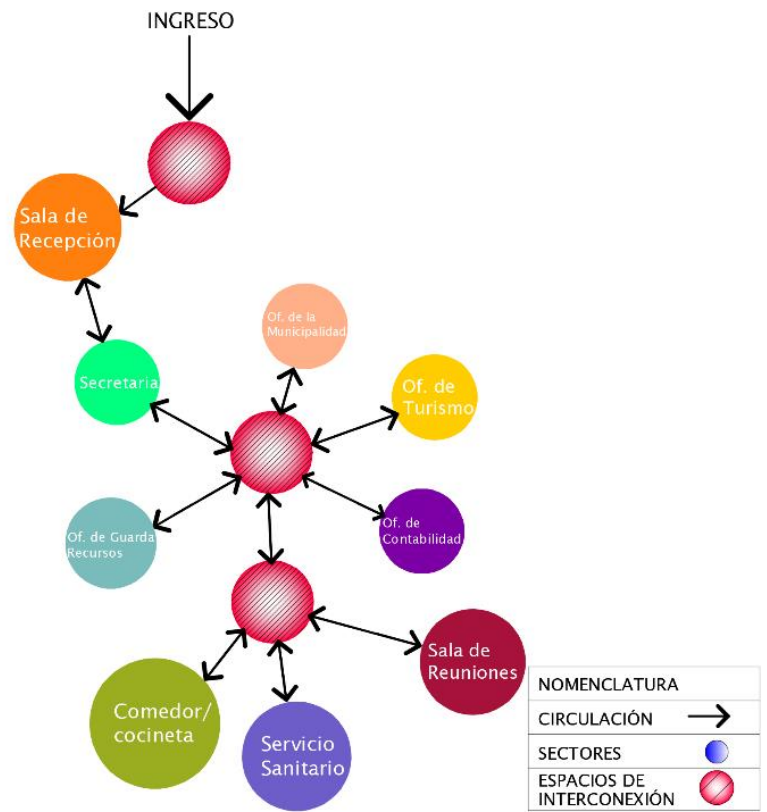 INGRESO
Sala de
Recepción
Of. de la
Municipalidad
Secretaria
Of. de
Turismo
Of. de Guarda
Recursos
Of. de
Contabilidad
Sala de
Reuniones
Comedor/
cocineta
Servicio
Sanitario
NOMENCLATURA
CIRCULACIÓN
SECTORES
ESPACIOS DE
INTERCONEXIÓN